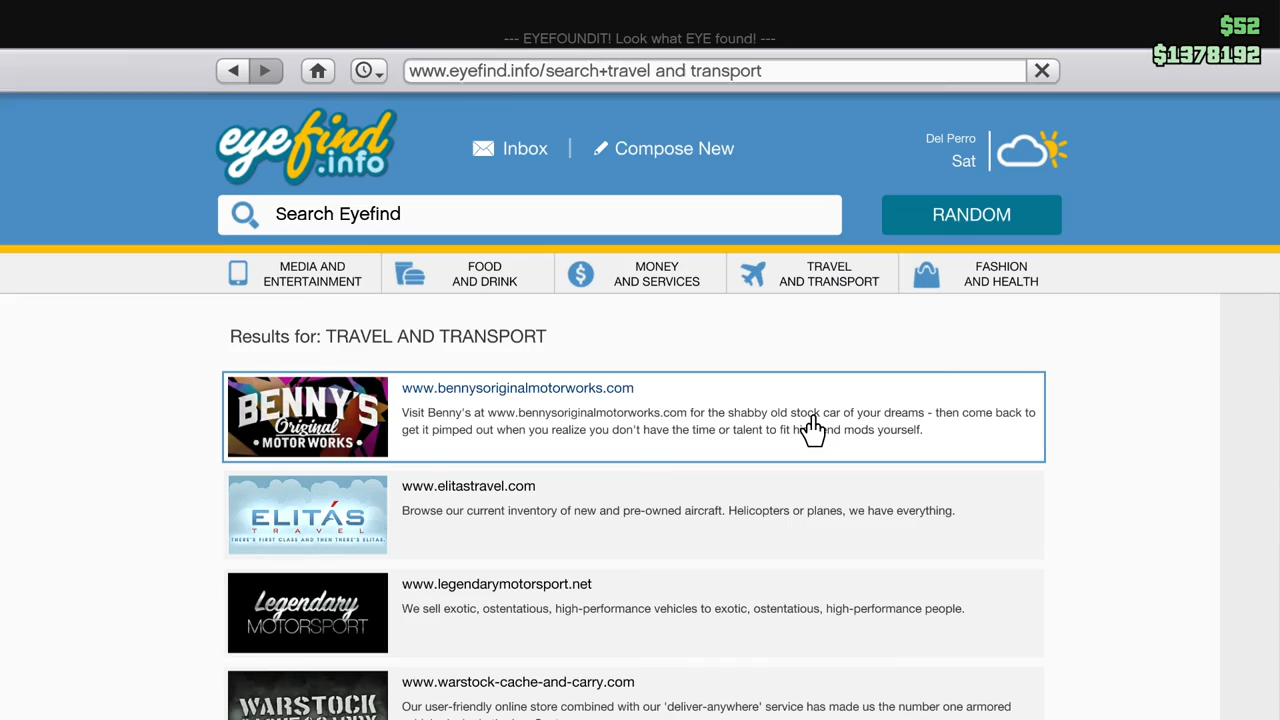 $52
--- EYEFOUNDIT! Look what EYE found! ---
$1378192
www.eyefind.info/search+travel and transport
eyefind
.info
Inbox
Compose New
Del Perro
Sat
Search Eyefind
RANDOM
MEDIA AND
ENTERTAINMENT
FOOD
AND DRINK
MONEY
AND SERVICES
TRAVEL
AND TRANSPORT
FASHION
AND HEALTH
Results for: TRAVEL AND TRANSPORT
BENNY'S
Original
MOTOR WORKS
www.bennysoriginalmotorworks.com
Visit Benny's at www.bennysoriginalmotorworks.com for the shabby old stock car of your dreams - then come back to
get it pimped out when you realize you don't have the time or talent to fit mods yourself.
ELITÁS
TRAVEL
THERE'S FIRST CLASS AND THEN THERE'S ELITAS.
www.elitastravel.com
Browse our current inventory of new and pre-owned aircraft. Helicopters or planes, we have everything.
Legendary
MOTORSPORT
www.legendarymotorsport.net
We sell exotic, ostentatious, high-performance vehicles to exotic, ostentatious, high-performance people.
WARSTOCK
www.warstock-cache-and-carry.com
Our user-friendly online store combined with our 'deliver-anywhere' service has made us the number one armored